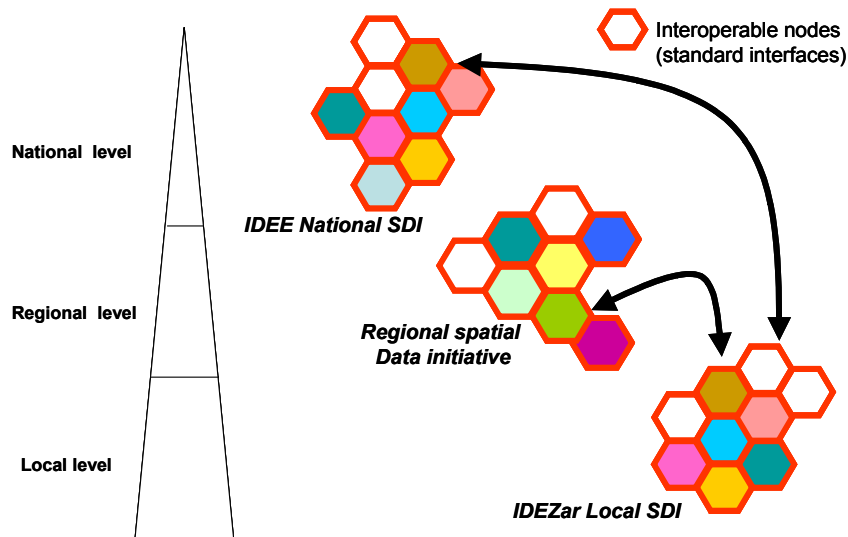 Interoperable nodes
(standard interfaces)
National level
IDEE National SDI
Regional level
Regional spatial
Data initiative
Local level
IDEZar Local SDI